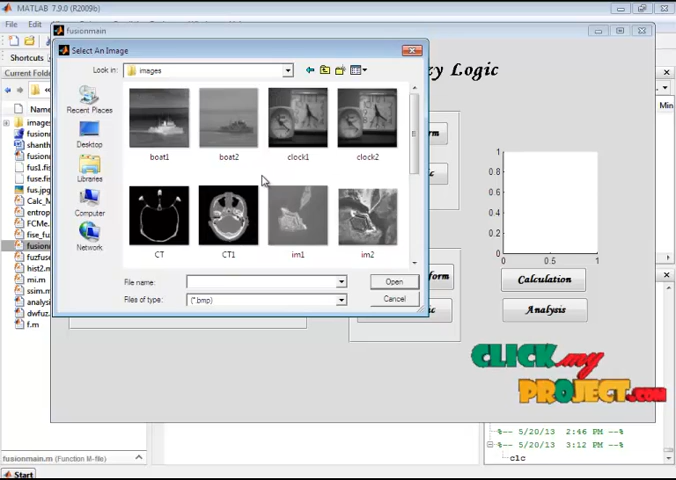 MATLAB 7.9.0 (R2009b)
File
Edit
Shortcuts
Current Folder
Name
fusionmain
Select An Image
Look in:
images
zy Logic
Recent Places
Desktop
Libraries
Computer
Network
boat1
boat2
clock1
clock2
CT
CT1
im1
im2
File name:
Open
Files of type:
(*.bmp)
Cancel
images
fusion
shanth
fusion
fus1.fi
fuse.fi
fus.jpg
Calc_M
entrop
FCMe.
fise_fu
fusion
fuzfus
hist2.m
mi.m
ssim.m
analysi
dwfuz.
f.m
Min
orm
c
form
ic
1
0.8
0.6
0.4
0.2
0
0
0.5
1
Calculation
Analysis
CLICK my
PROJECT.COM
%-- 5/20/13 2:46 PM --%
%-- 5/20/13 3:12 PM --%
clc
fusionmain.m (Function M-file)
Start